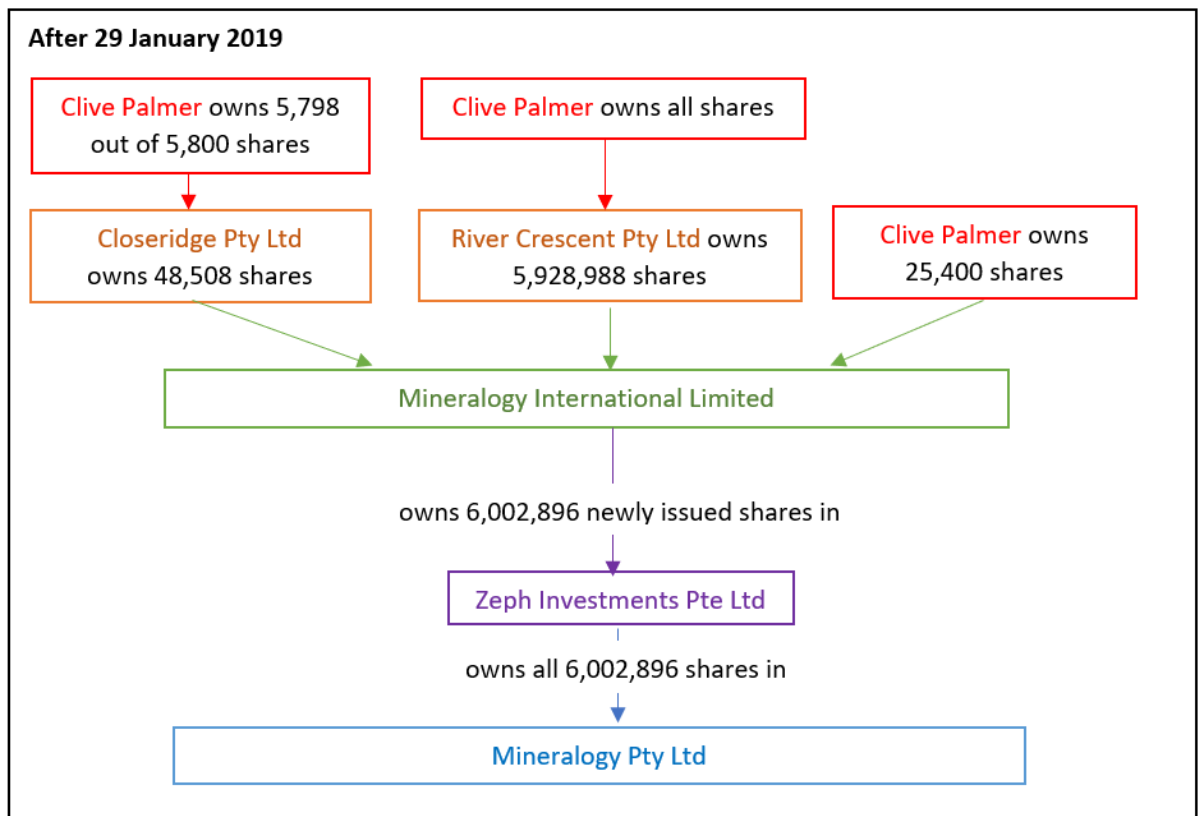 After 29 January 2019
Clive Palmer owns 5,798
out of 5,800 shares
Clive Palmer owns all shares
Closeridge Pty Ltd
owns 48,508 shares
River Crescent Pty Ltd owns
5,928,988 shares
Clive Palmer owns
25,400 shares
Mineralogy International Limited
owns 6,002,896 newly issued shares in
Zeph Investments Pte Ltd
owns all 6,002,896 shares in
Mineralogy Pty Ltd